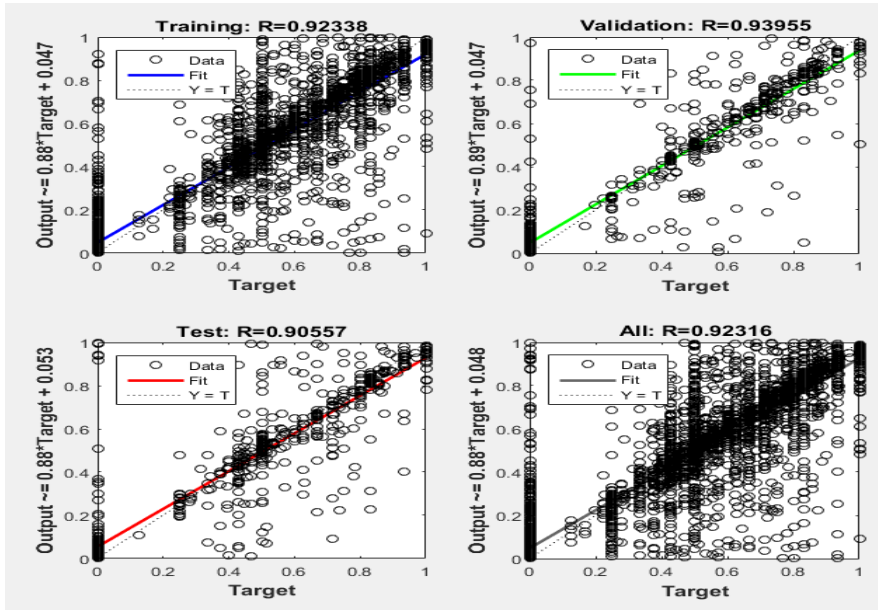 Training: R=0.92338
Output ~= 0.88*Target + 0.047
1
0.8
0.6
0.4
0.2
0
Data
Fit
Y = T
0 0.2 0.4 0.6 0.8 1
Target
Validation: R=0.93955
Output ~= 0.89*Target + 0.047
1
0.8
0.6
0.4
0.2
0
Data
Fit
Y = T
0 0.2 0.4 0.6 0.8 1
Target
Test: R=0.90557
Output ~= 0.88*Target + 0.053
1
0.8
0.6
0.4
0.2
0
Data
Fit
Y = T
0 0.2 0.4 0.6 0.8 1
Target
All: R=0.92316
Output ~= 0.88*Target + 0.048
1
0.8
0.6
0.4
0.2
0
Data
Fit
Y = T
0 0.2 0.4 0.6 0.8 1
Target